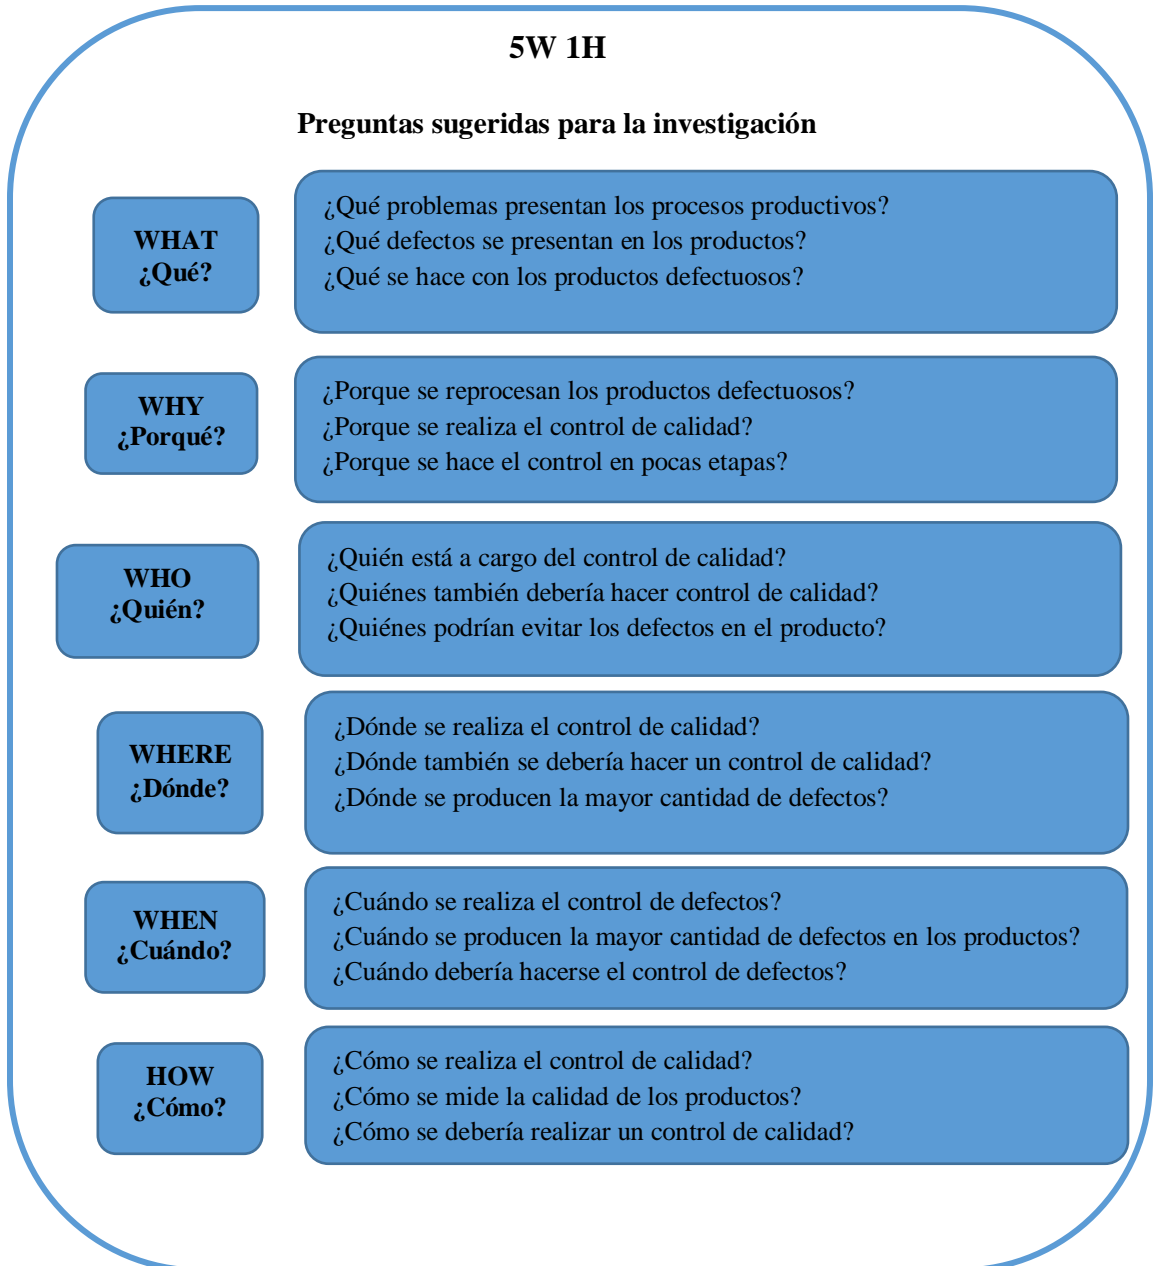 5W 1H
Preguntas sugeridas para la investigación
WHAT
¿Qué?
¿Qué problemas presentan los procesos productivos?
¿Qué defectos se presentan en los productos?
¿Qué se hace con los productos defectuosos?
WHY
¿Porqué?
¿Porque se reprocesan los productos defectuosos?
¿Porque se realiza el control de calidad?
¿Porque se hace el control en pocas etapas?
WHO
¿Quién?
¿Quién está a cargo del control de calidad?
¿Quiénes también debería hacer control de calidad?
¿Quiénes podrían evitar los defectos en el producto?
WHERE
¿Dónde?
¿Dónde se realiza el control de calidad?
¿Dónde también se debería hacer un control de calidad?
¿Dónde se producen la mayor cantidad de defectos?
WHEN
¿Cuándo?
¿Cuándo se realiza el control de defectos?
¿Cuándo se producen la mayor cantidad de defectos en los productos?
¿Cuándo debería hacerse el control de defectos?
HOW
¿Cómo?
¿Cómo se realiza el control de calidad?
¿Cómo se mide la calidad de los productos?
¿Cómo se debería realizar un control de calidad?